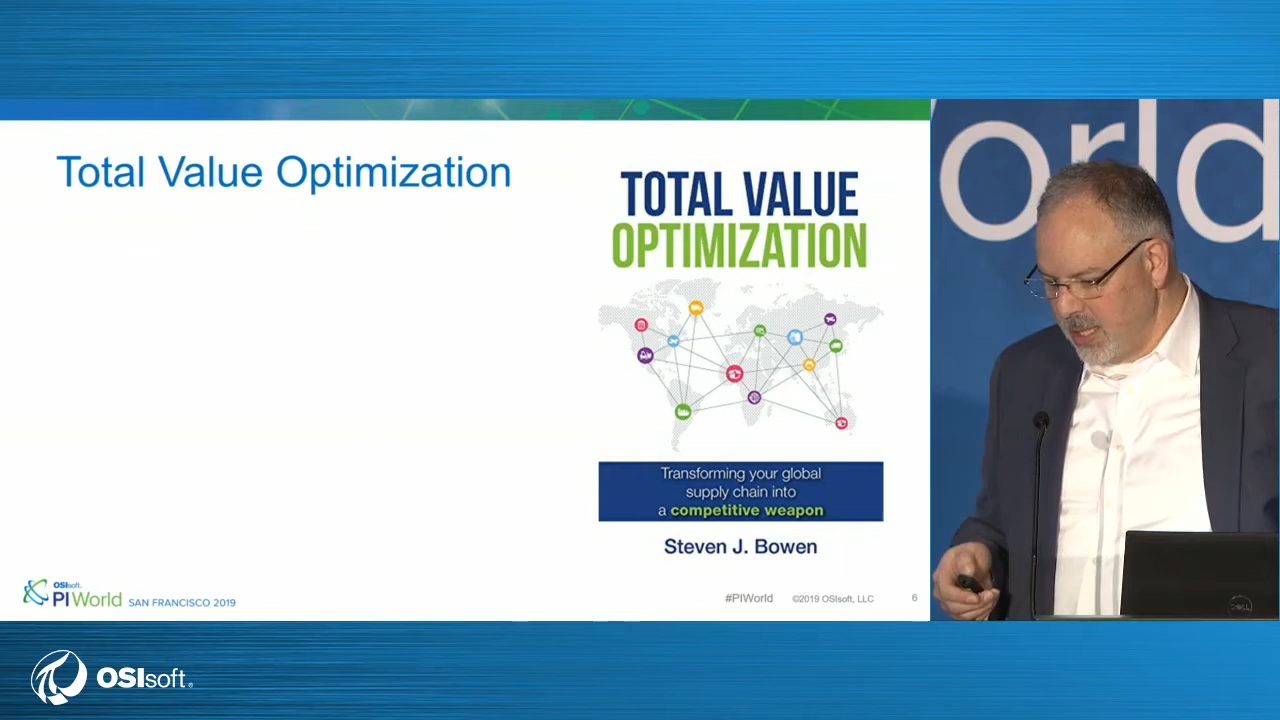 Total Value Optimization
TOTAL VALUE
OPTIMIZATION
Transforming your global
supply chain into
a competitive weapon
Steven J. Bowen
OSIsoft.
PI World SAN FRANCISCO 2019
#PIWorld ©2019 OSIsoft, LLC 6
orld
DELL
OSIsoft.